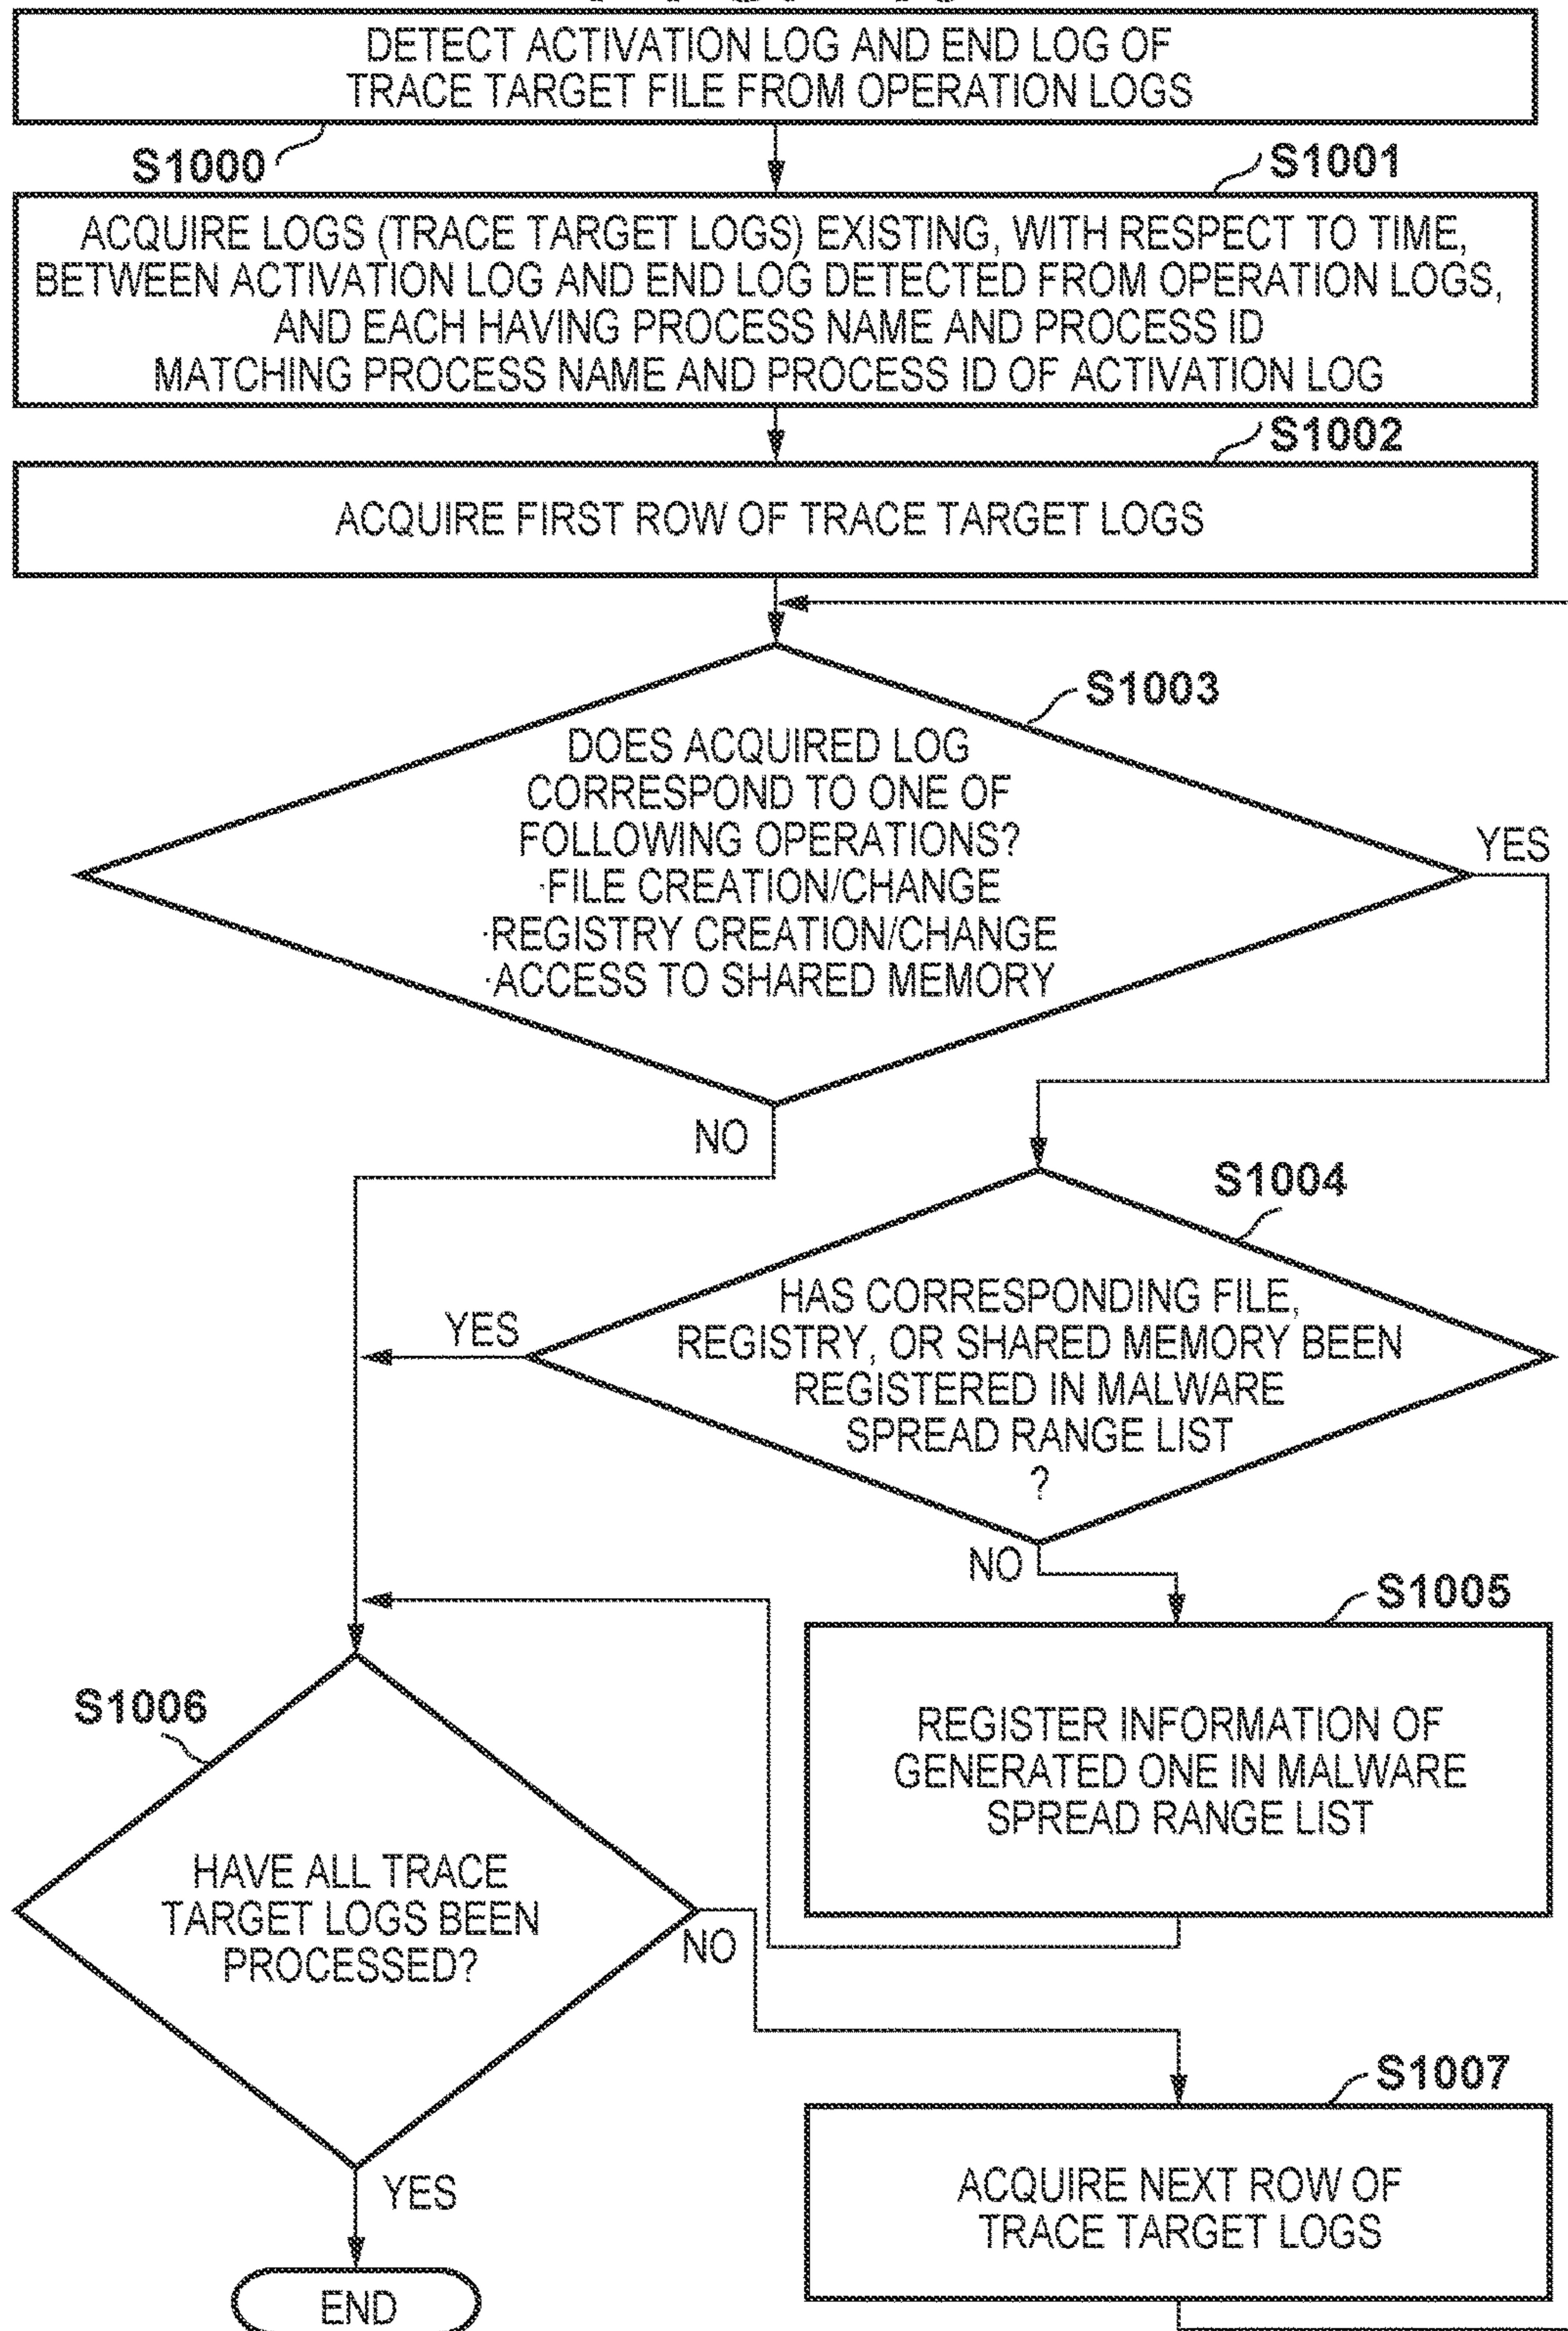 DETECT ACTIVATION LOG AND END LOG OF
TRACE TARGET FILE FROM OPERATION LOGS
S1000
S1001
ACQUIRE LOGS (TRACE TARGET LOGS) EXISTING, WITH RESPECT TO TIME,
BETWEEN ACTIVATION LOG AND END LOG DETECTED FROM OPERATION LOGS,
AND EACH HAVING PROCESS NAME AND PROCESS ID
MATCHING PROCESS NAME AND PROCESS ID OF ACTIVATION LOG
S1002
ACQUIRE FIRST ROW OF TRACE TARGET LOGS
S1003
DOES ACQUIRED LOG
CORRESPOND TO ONE OF
FOLLOWING OPERATIONS?
·FILE CREATION/CHANGE
·REGISTRY CREATION/CHANGE
·ACCESS TO SHARED MEMORY
YES
NO
S1004
HAS CORRESPONDING FILE,
REGISTRY, OR SHARED MEMORY BEEN
REGISTERED IN MALWARE
SPREAD RANGE LIST
?
YES
NO
S1005
REGISTER INFORMATION OF
GENERATED ONE IN MALWARE
SPREAD RANGE LIST
S1006
HAVE ALL TRACE
TARGET LOGS BEEN
PROCESSED?
NO
S1007
ACQUIRE NEXT ROW OF
TRACE TARGET LOGS
YES
END